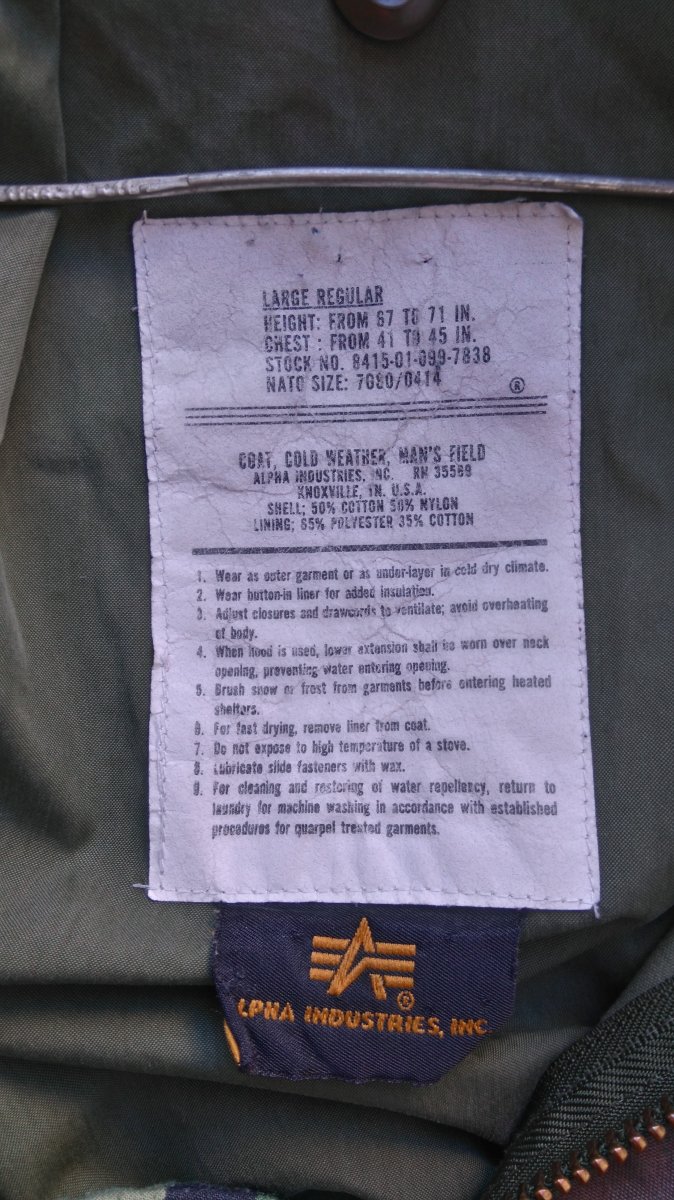 LARGE REGULAR
HEIGHT: FROM 67 TO 71 IN.
CHEST : FROM 41 TO 45 IN.
STOCK NO. 8415-01-099-7838
NATO SIZE: 7080/0414
®
COAT, COLD WEATHER, MAN'S FIELD
ALPHA INDUSTRIES, INC. RN 35589
KNOXVILLE, TN. U.S.A.
SHELL; 50% COTTON 50% NYLON
LINING; 65% POLYESTER 35% COTTON
1. Wear as outer garment or as under-layer in cold dry climate.
2. Wear button-in liner for added insulation.
3. Adjust closures and drawcords to ventilate; avoid overheating
of body.
4. When hood is used, lower extension shall be worn over neck
opening, preventing water entering opening.
5. Brush snow or frost from garments before entering heated
shelters.
6. For fast drying, remove liner from coat.
7. Do not expose to high temperature of a stove.
8. Lubricate slide fasteners with wax.
9. For cleaning and restoring of water repellency, return to
laundry for machine washing in accordance with established
procedures for quarpel treated garments.
®
LPHA INDUSTRIES, INC.